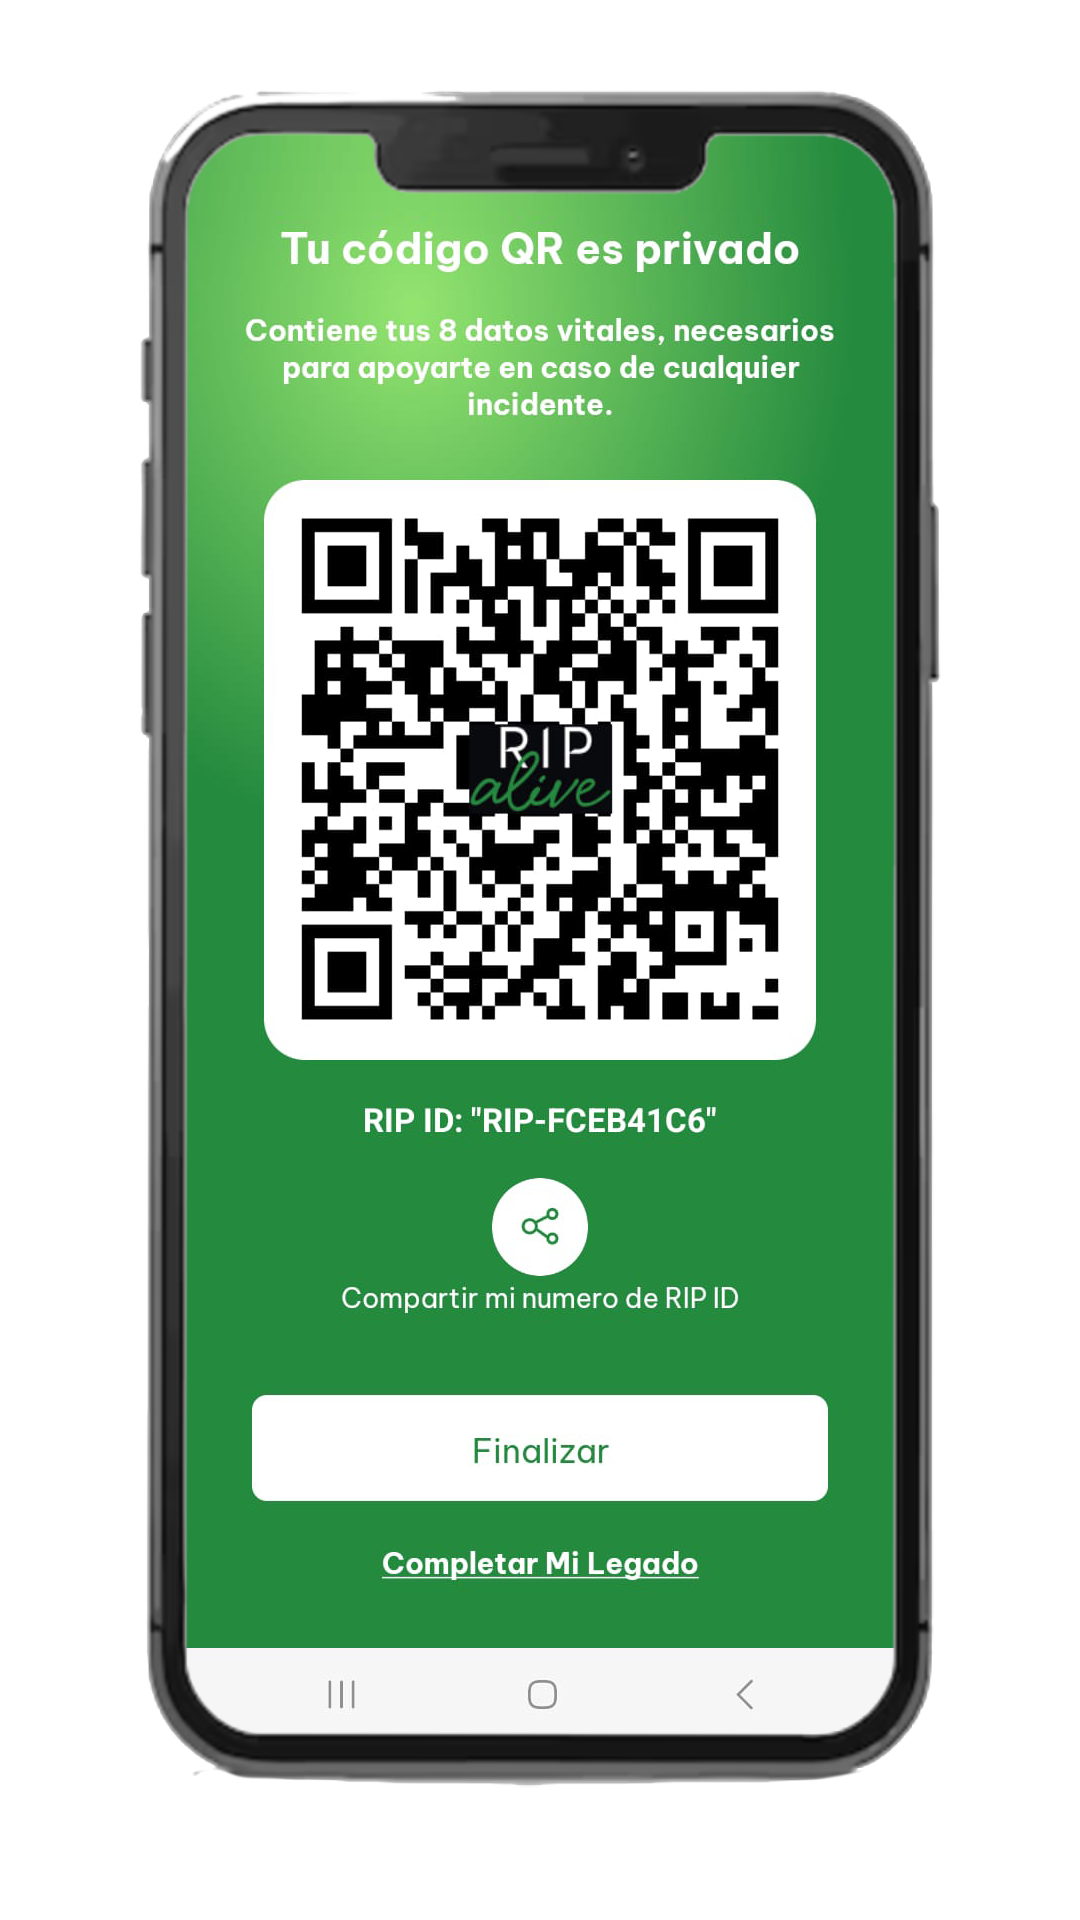 Tu código QR es privado
Contiene tus 8 datos vitales, necesarios
para apoyarte en caso de cualquier
incidente.
RIP
alive
RIP ID: "RIP-FCEB41C6"
Compartir mi numero de RIP ID
Finalizar
Completar Mi Legado